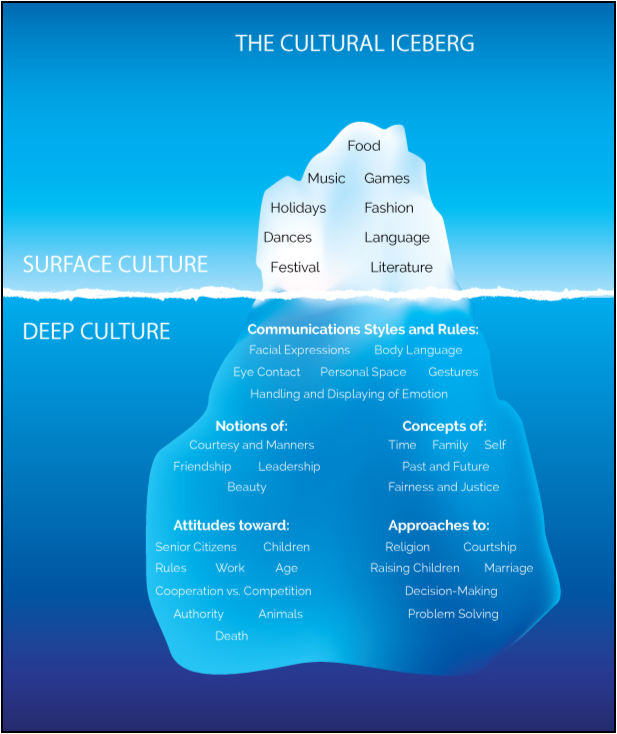 THE CULTURAL ICEBERG
Food
Music Games
Holidays Fashion
Dances Language
Festival Literature
SURFACE CULTURE
DEEP CULTURE
Communications Styles and Rules:
Facial Expressions Body Language
Eye Contact Personal Space Gestures
Handling and Displaying of Emotion
Notions of:
Courtesy and Manners
Friendship Leadership
Beauty
Concepts of:
Time Family Self
Past and Future
Fairness and Justice
Attitudes toward:
Senior Citizens Children
Rules Work Age
Cooperation vs. Competition
Authority Animals
Death
Approaches to:
Religion Courtship
Raising Children Marriage
Decision-Making
Problem Solving